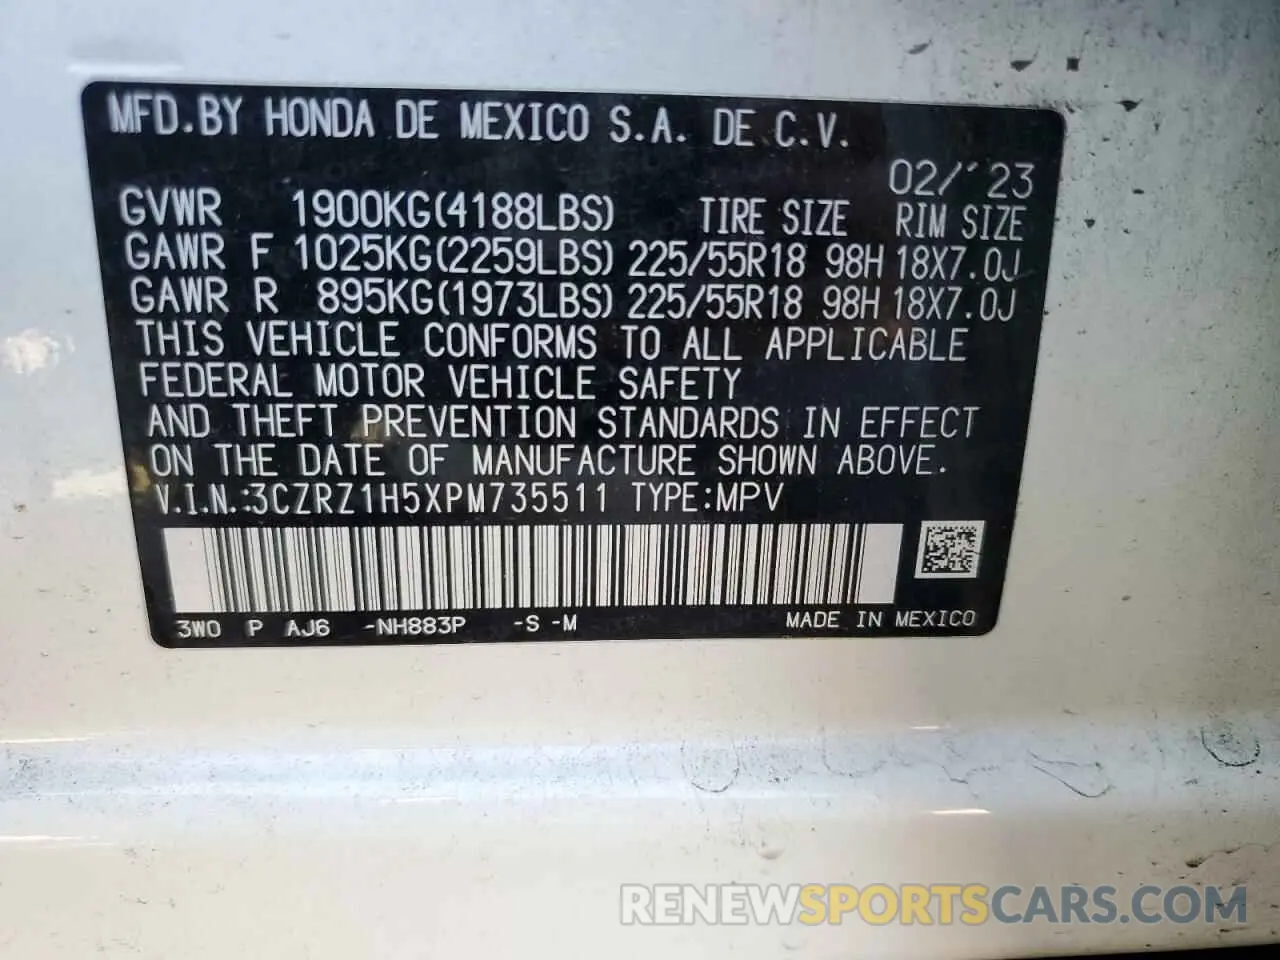 MFD.BY HONDA DE MEXICO S.A. DE C.V.
02/'23
GVWR 1900KG(4188LBS) TIRE SIZE RIM SIZE
GAWR F 1025KG(2259LBS) 225/55R18 98H 18X7.0J
GAWR R 895KG(1973LBS) 225/55R18 98H 18X7.0J
THIS VEHICLE CONFORMS TO ALL APPLICABLE
FEDERAL MOTOR VEHICLE SAFETY
AND THEFT PREVENTION STANDARDS IN EFFECT
ON THE DATE OF MANUFACTURE SHOWN ABOVE.
V.I.N.:3CZRZ1H5XPM735511 TYPE:MPV
3W0 P AJ6 -NH883P -S -M MADE IN MEXICO
RENEWSPORTSCARS.COM